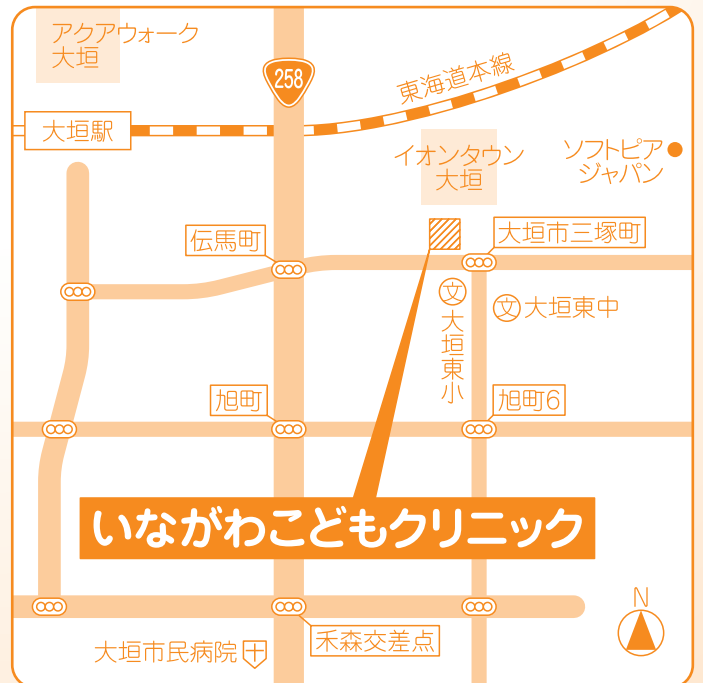 アクアウォーク
大垣
258
東海道本線
大垣駅
イオンタウン
大垣
ソフトピア
ジャパン
伝馬町
大垣市三塚町
文
大垣東小
文
大垣東中
旭町
旭町6
いながわこどもクリニック
N
禾森交差点
大垣市民病院